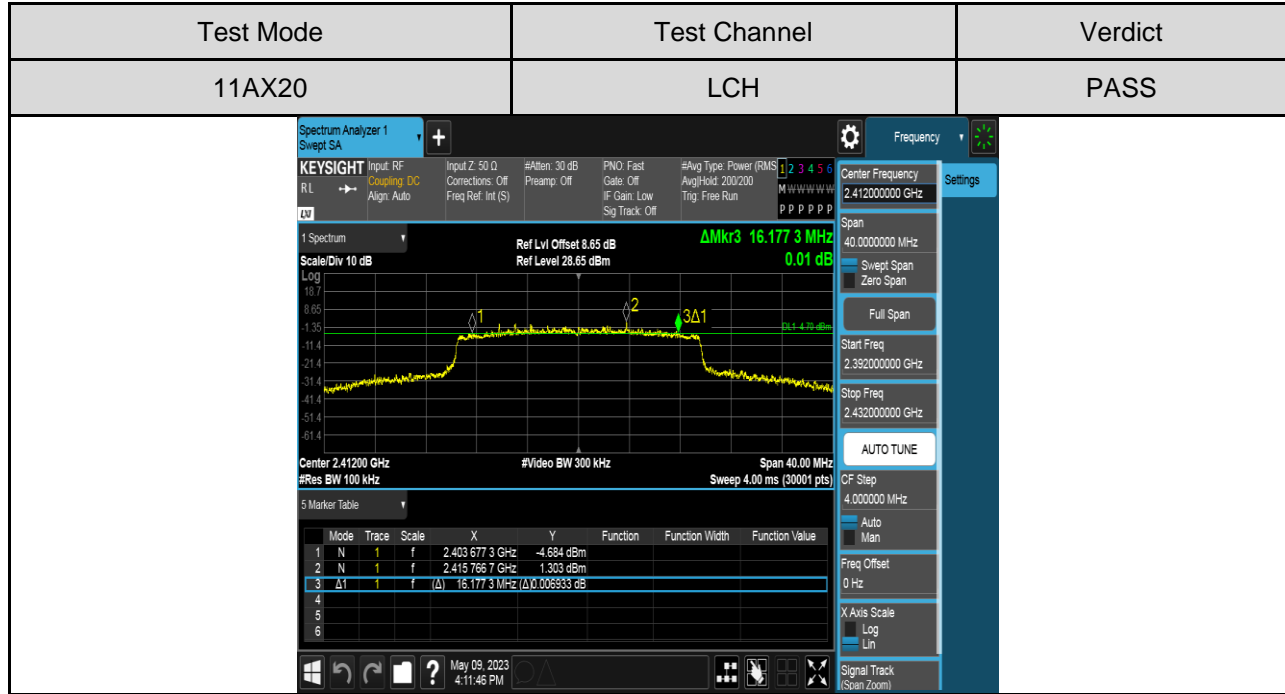 Test Mode Test Channel Verdict
11AX20 LCH PASS
Spectrum Analyzer 1
Swept SA
+
Frequency
KEYSIGHT Input: RF Input Z: 50 Ω #Atten: 30 dB PNO: Fast #Avg Type: Power (RMS 1 2 3 4 5 6
RL Coupling: DC Corrections: Off Preamp: Off Gate: Off Avg|Hold: 200/200 M W W W W W
Align: Auto Freq Ref: Int (S) IF Gain: Low Trig: Free Run
LXI Sig Track: Off P P P P P P
Center Frequency
2.412000000 GHz
Settings
1 Spectrum
Ref Lvl Offset 8.65 dB
ΔMkr3 16.177 3 MHz
Scale/Div 10 dB Ref Level 28.65 dBm 0.01 dB
Log
18.7
8.65
-1.35
-11.4
-21.4
-31.4
-41.4
-51.4
-61.4
1
2
3Δ1
DL1 -4.70 dBm
Center 2.41200 GHz #Video BW 300 kHz Span 40.00 MHz
#Res BW 100 kHz Sweep 4.00 ms (30001 pts)
Span
40.0000000 MHz
Swept Span
Zero Span
Full Span
Start Freq
2.392000000 GHz
Stop Freq
2.432000000 GHz
AUTO TUNE
CF Step
4.000000 MHz
Auto
Man
Freq Offset
0 Hz
X Axis Scale
Log
Lin
Signal Track
(Span Zoom)
5 Marker Table
Mode Trace Scale X Y Function Function Width Function Value
1 N 1 f 2.403 677 3 GHz -4.684 dBm
2 N 1 f 2.415 766 7 GHz 1.303 dBm
3 Δ1 1 f (Δ) 16.177 3 MHz (Δ)0.006933 dB
4
5
6
? May 09, 2023
4:11:46 PM